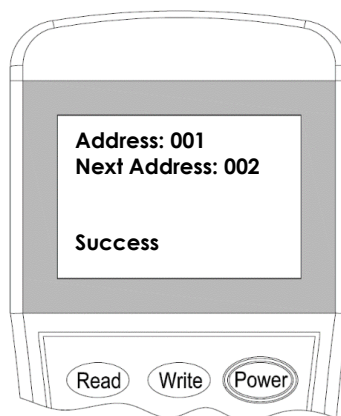 Address: 001
Next Address: 002
Success
Read Write Power